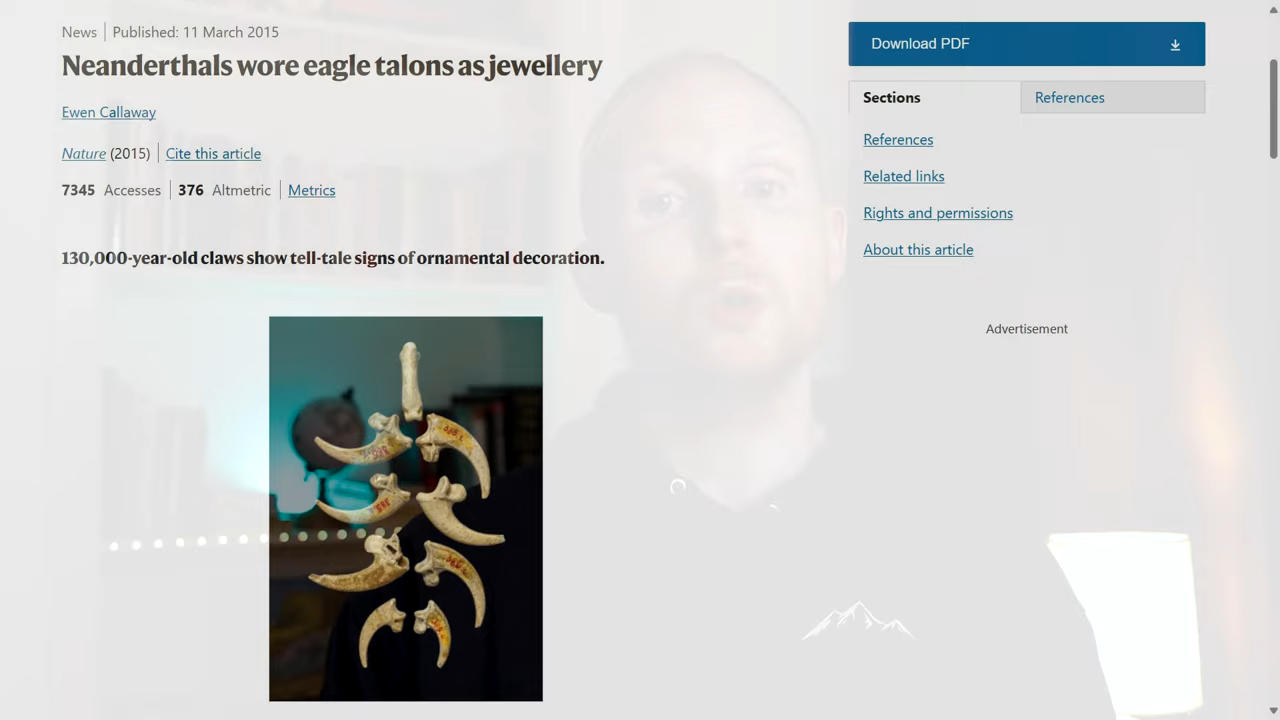 News
Published: 11 March 2015
Neanderthals wore eagle talons as jewellery
Ewen Callaway
Nature (2015)
Cite this article
7345 Accesses
376 Altmetric
Metrics
130,000-year-old claws show tell-tale signs of ornamental decoration.
Download PDF
Sections
References
References
Related links
Rights and permissions
About this article
Advertisement